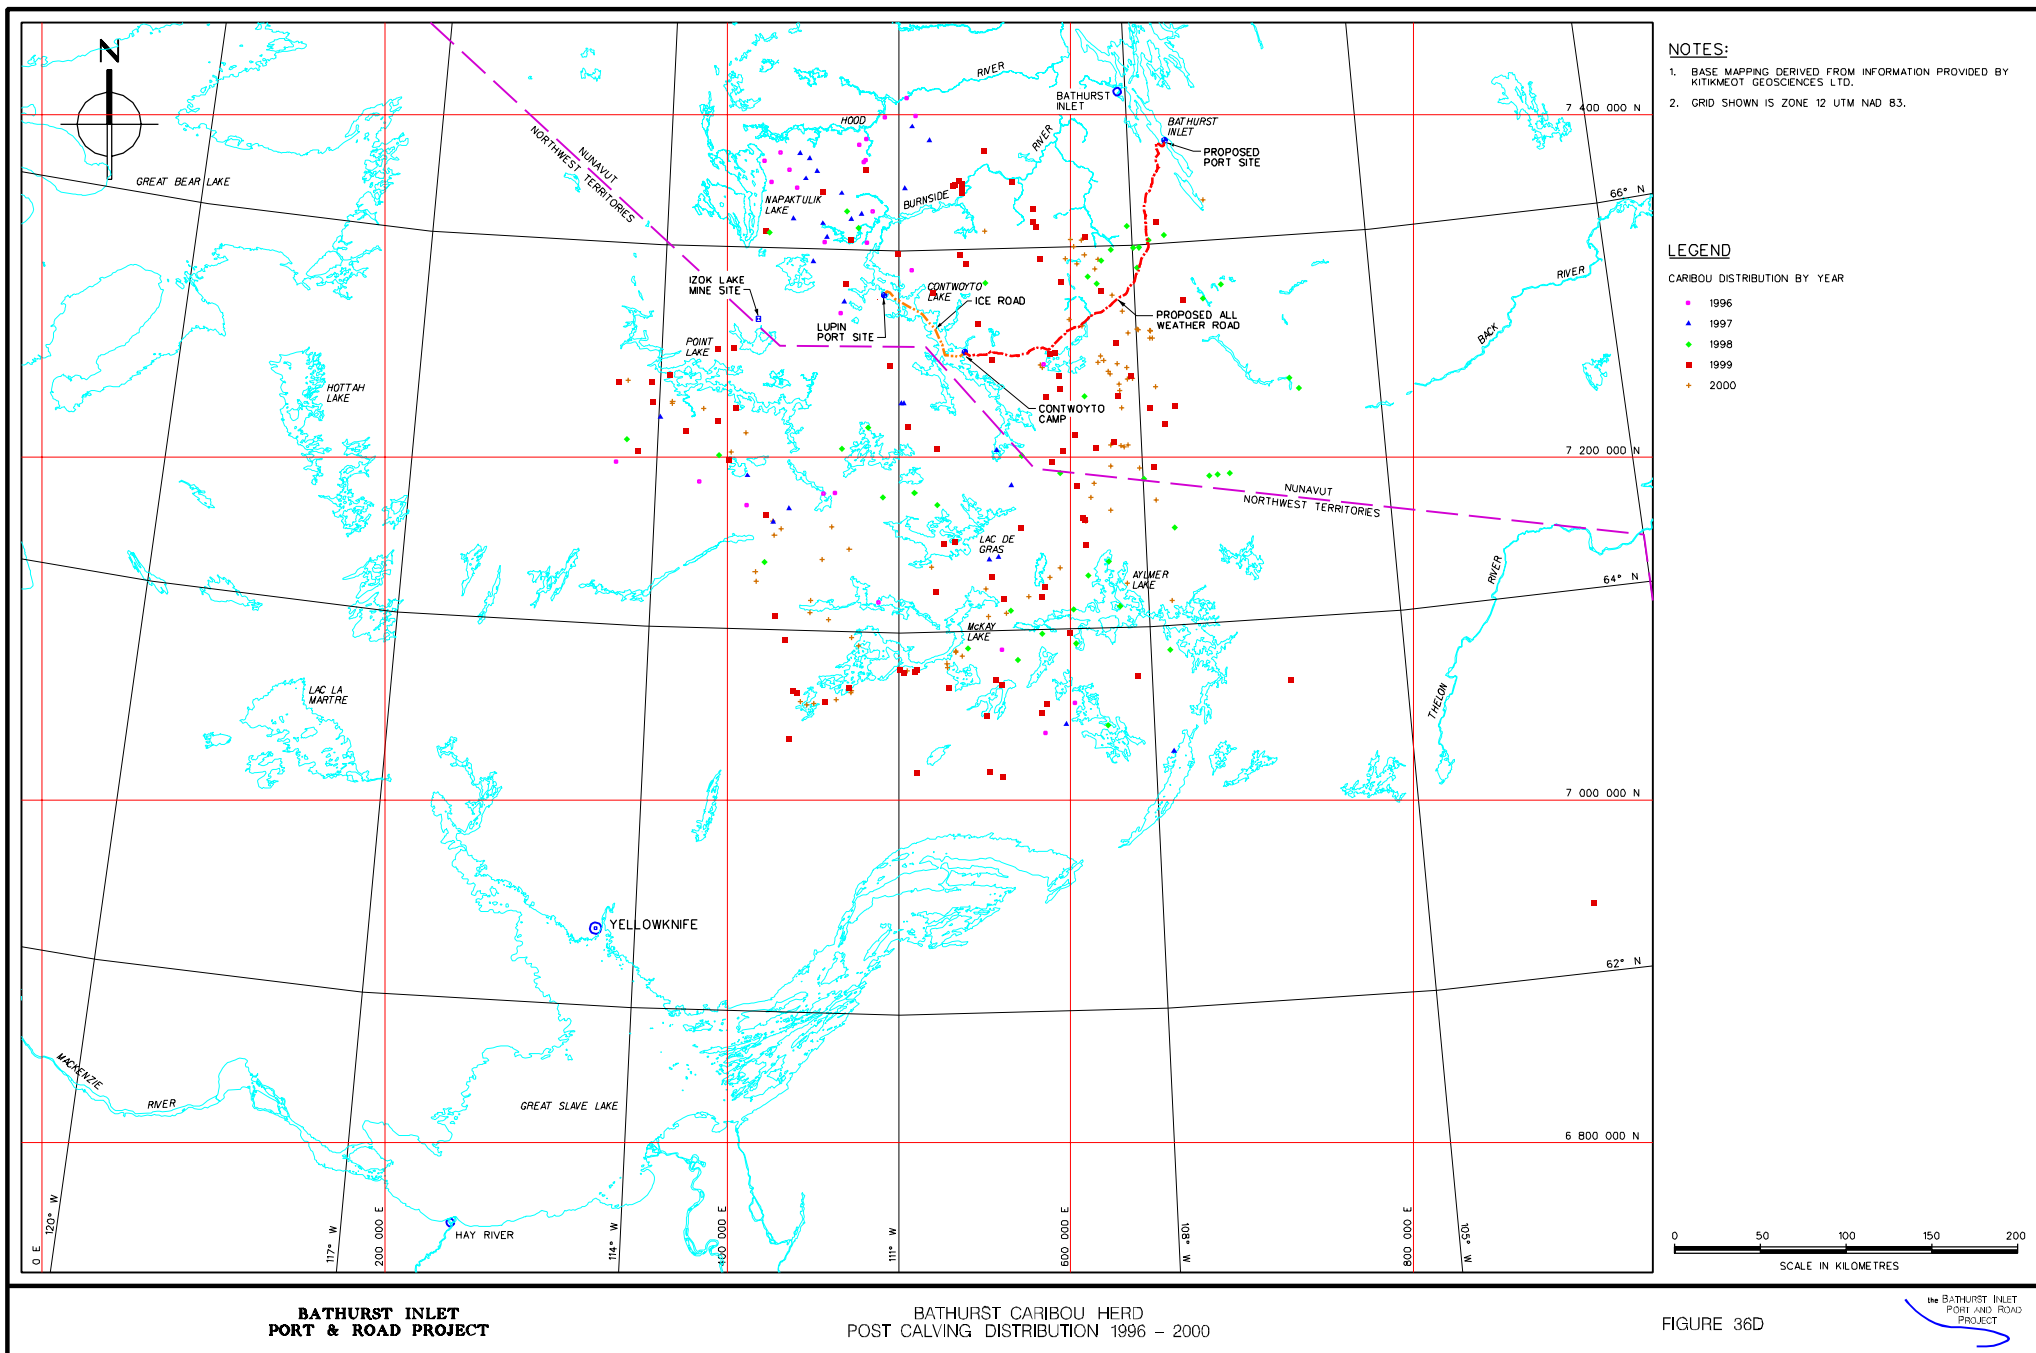 N
GREAT BEAR LAKE
NUNAVUT
NORTHWEST TERRITORIES
HOOD
RIVER
BATHURST
INLET
7 400 000 N
BATHURST
INLET
PROPOSED
PORT SITE
RIVER
BURNSIDE
NAPAKTULIK
LAKE
66° N
IZOK LAKE
MINE SITE
CONTWOYTO
LAKE
ICE ROAD
LUPIN
PORT SITE
PROPOSED ALL
WEATHER ROAD
RIVER
BACK
POINT
LAKE
HOTTAH
LAKE
CONTWOYTO
CAMP
7 200 000 N
NUNAVUT
NORTHWEST TERRITORIES
LAC DE
GRAS
AYLMER
LAKE
RIVER
64° N
McKAY
LAKE
LAC LA
MARTRE
THELON
7 000 000 N
YELLOWKNIFE
62° N
MACKENZIE
RIVER
GREAT SLAVE LAKE
6 800 000 N
HAY RIVER
0 E
120° W
117° W
200 000 E
114° W
400 000 E
111° W
600 000 E
108° W
800 000 E
105° W
NOTES:
1. BASE MAPPING DERIVED FROM INFORMATION PROVIDED BY
KITIKMEOT GEOSCIENCES LTD.
2. GRID SHOWN IS ZONE 12 UTM NAD 83.
LEGEND
CARIBOU DISTRIBUTION BY YEAR
1996
1997
1998
1999
2000
0 50 100 150 200
SCALE IN KILOMETRES
BATHURST INLET
PORT & ROAD PROJECT
BATHURST CARIBOU HERD
POST CALVING DISTRIBUTION 1996 - 2000
FIGURE 36D
the BATHURST INLET
PORT AND ROAD
PROJECT